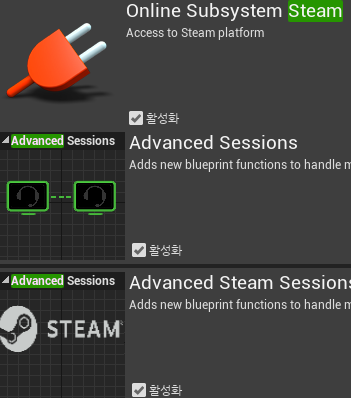 Online Subsystem Steam
Access to Steam platform
활성화
Advanced Sessions
Advanced Sessions
Adds new blueprint functions to handle m
활성화
Advanced Sessions
Advanced Steam Sessions
Adds new blueprint functions to handle m
STEAM
활성화